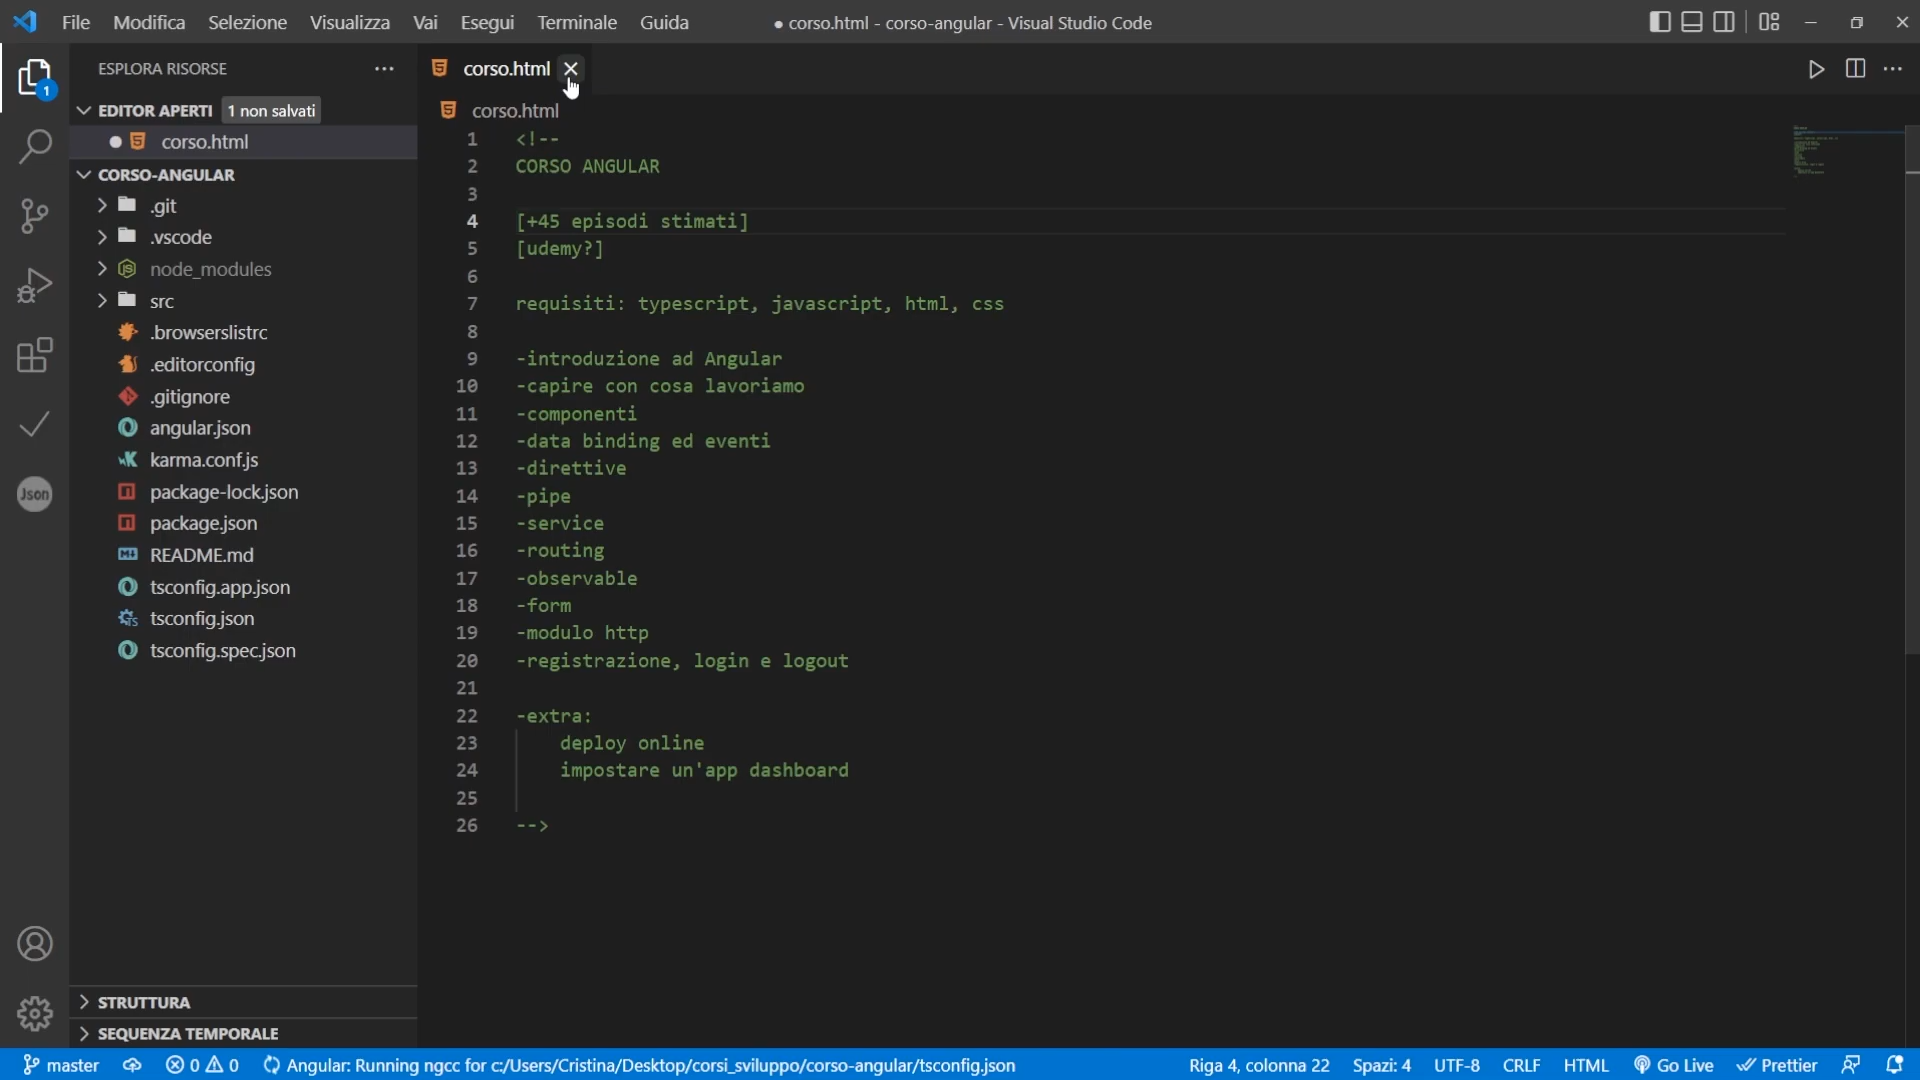 File Modifica Selezione Visualizza Vai Esegui Terminale Guida
● corso.html - corso-angular - Visual Studio Code
ESPLORA RISORSE
1
EDITOR APERTI 1 non salvati
corso.html
CORSO-ANGULAR
.git
.vscode
node_modules
src
.browserslistrc
.editorconfig
.gitignore
angular.json
karma.conf.js
package-lock.json
package.json
README.md
tsconfig.app.json
tsconfig.json
tsconfig.spec.json
Json
STRUTTURA
SEQUENZA TEMPORALE
corso.html
corso.html
1 <!--
2 CORSO ANGULAR
3
4 [+45 episodi stimati]
5 [udemy?]
6
7 requisiti: typescript, javascript, html, css
8
9 -introduzione ad Angular
10 -capire con cosa lavoriamo
11 -componenti
12 -data binding ed eventi
13 -direttive
14 -pipe
15 -service
16 -routing
17 -observable
18 -form
19 -modulo http
20 -registrazione, login e logout
21
22 -extra:
23 deploy online
24 impostare un'app dashboard
25
26 -->
master 0 0 Angular: Running ngcc for c:/Users/Cristina/Desktop/corsi_sviluppo/corso-angular/tsconfig.json Riga 4, colonna 22 Spazi: 4 UTF-8 CRLF HTML Go Live Prettier